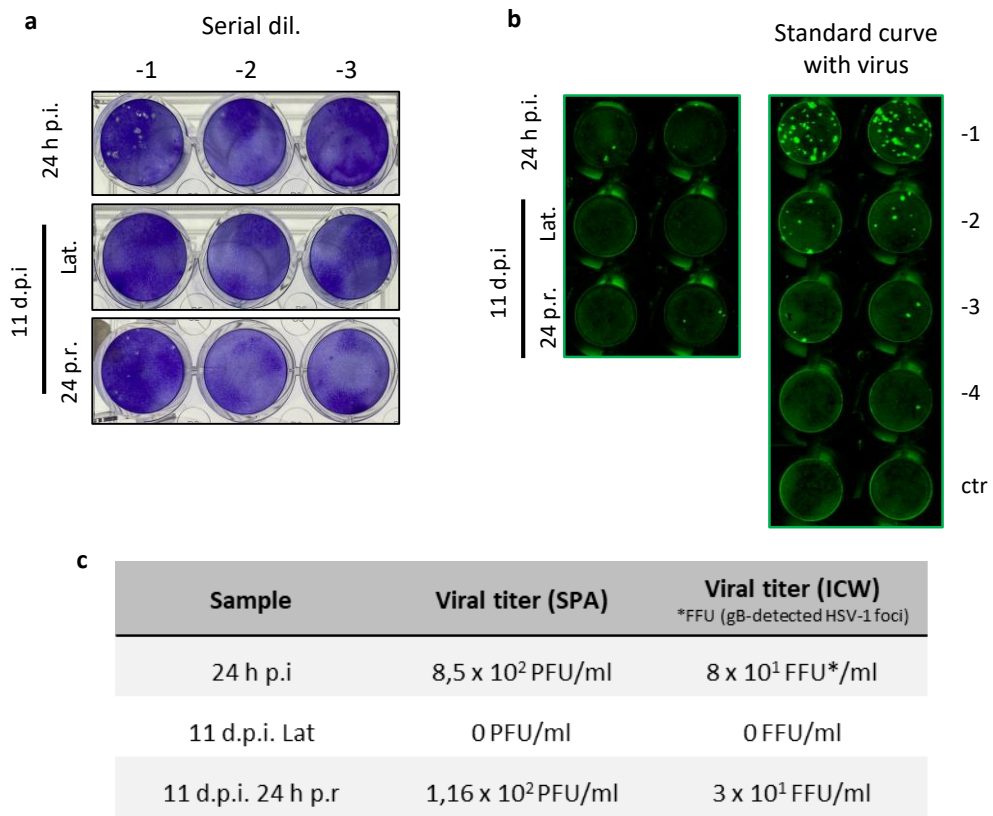 a
Serial dil.
-1 -2 -3
24 h p.i.
11 d.p.i
Lat.
24 p.r.
b
Standard curve
with virus
24 h p.i.
11 d.p.i
Lat.
24 p.r.
-1
-2
-3
-4
ctr
c
Sample Viral titer (SPA) Viral titer (ICW)
*FFU (gB-detected HSV-1 foci)
24 h p.i 8,5 x 10² PFU/ml 8 x 10¹ FFU*/ml
11 d.p.i. Lat 0 PFU/ml 0 FFU/ml
11 d.p.i. 24 h p.r 1,16 x 10² PFU/ml 3 x 10¹ FFU/ml